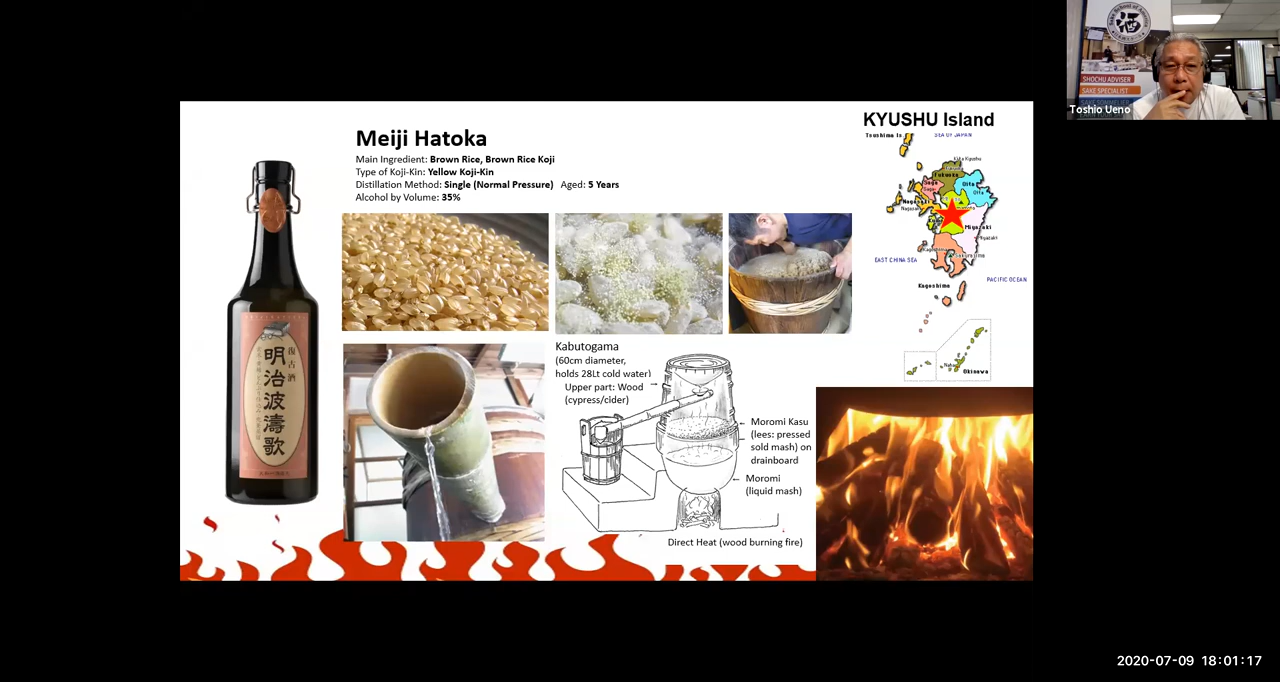 Meiji Hatoka
Main Ingredient: Brown Rice, Brown Rice Koji
Type of Koji-Kin: Yellow Koji-Kin
Distillation Method: Single (Normal Pressure) Aged: 5 Years
Alcohol by Volume: 35%
KYUSHU Island
Tsushima Is.
SEA OF JAPAN
Fukuoka
Saga
Oita
Oita
Miyazaki
EAST CHINA SEA
PACIFIC OCEAN
Kagoshima
Okinawa
復古酒
明治波濤歌
Kabutogama
(60cm diameter,
holds 28Lt cold water)
Upper part: Wood
(cypress/cider)
Moromi Kasu
(lees: pressed
sold mash) on
drainboard
Moromi
(liquid mash)
Direct Heat (wood burning fire)
SHOCHU ADVISER
SAKE SPECIALIST
Toshio Ueno
2020-07-09 18:01:17